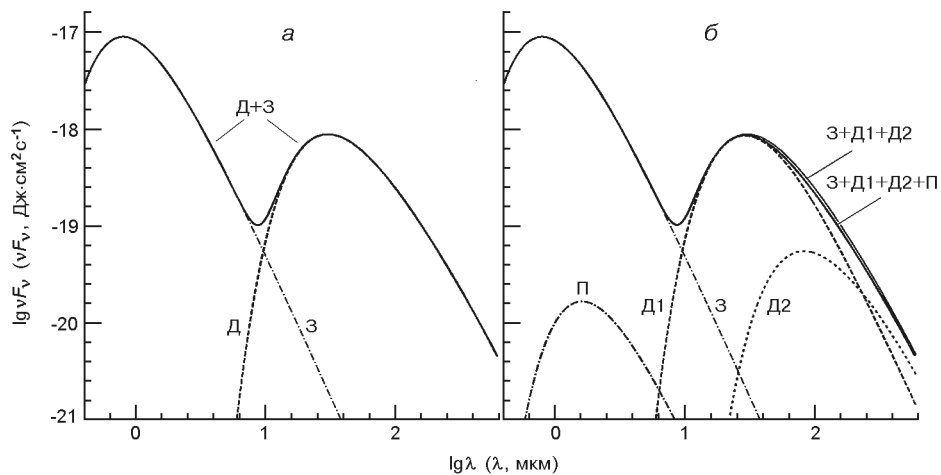 а
б
-17
-18
-19
-20
-21
lg νFν (νFν, Дж·см²с-1)
Д+З
Д
З
З+Д1+Д2
З+Д1+Д2+П
П
Д1
З
Д2
0
1
2
0
1
2
lgλ (λ, мкм)